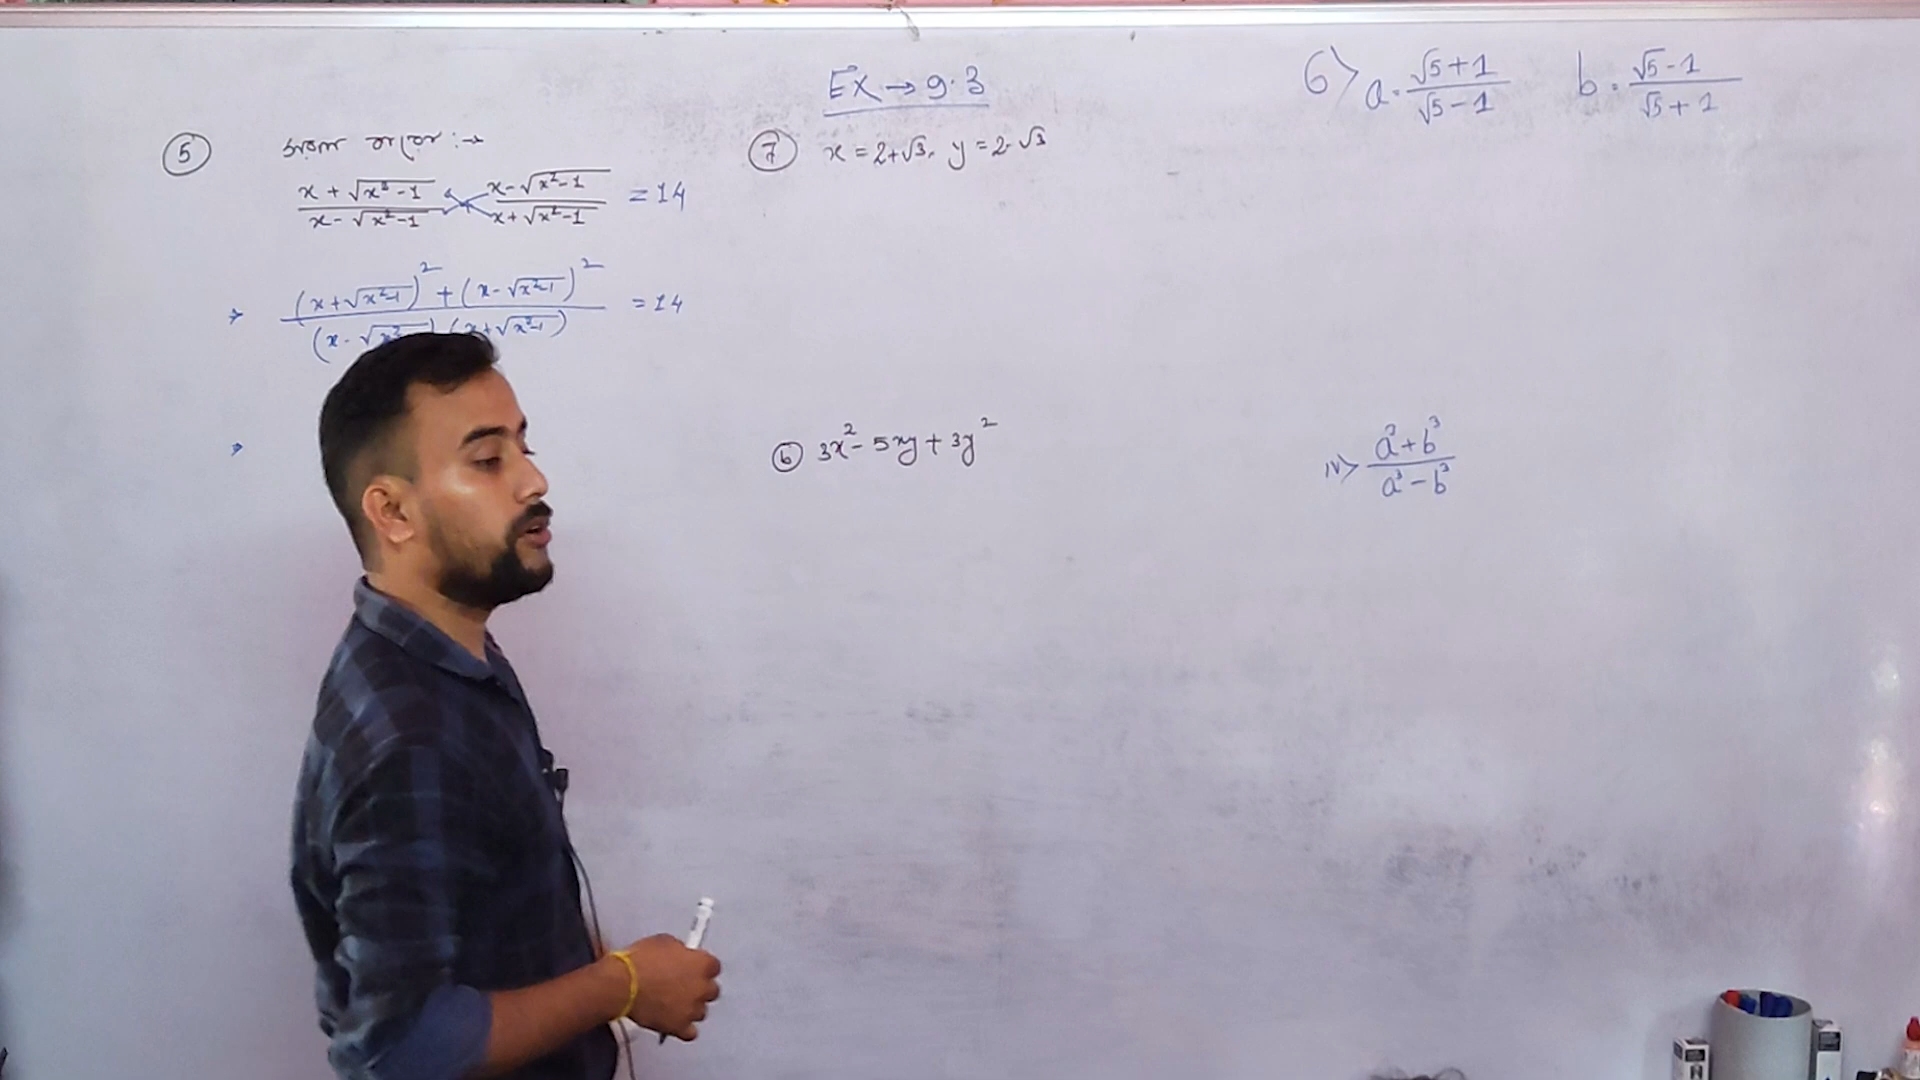 EX → 9.3
5 সরল করো :→
x + √x² - 1 / x - √x² - 1 x - √x² - 1 / x + √x² - 1 = 14
(x + √x²-1)² + (x - √x²-1)² / (x - √x² (x + √x²-1) = 14
7 x = 2+√3, y = 2-√3
b 3x² - 5xy + 3y²
6> a = √5 + 1 / √5 - 1 b = √5 - 1 / √5 + 1
iv> a³ + b³ / a³ - b³